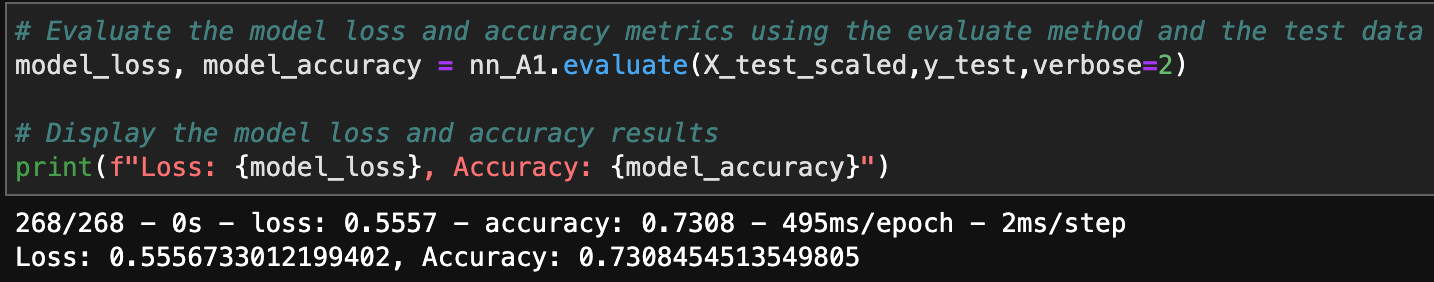 # Evaluate the model loss and accuracy metrics using the evaluate method and the test data
model_loss, model_accuracy = nn_A1.evaluate(X_test_scaled,y_test,verbose=2)
# Display the model loss and accuracy results
print(f"Loss: {model_loss}, Accuracy: {model_accuracy}")
268/268 - 0s - loss: 0.5557 - accuracy: 0.7308 - 495ms/epoch - 2ms/step
Loss: 0.5556733012199402, Accuracy: 0.7308454513549805